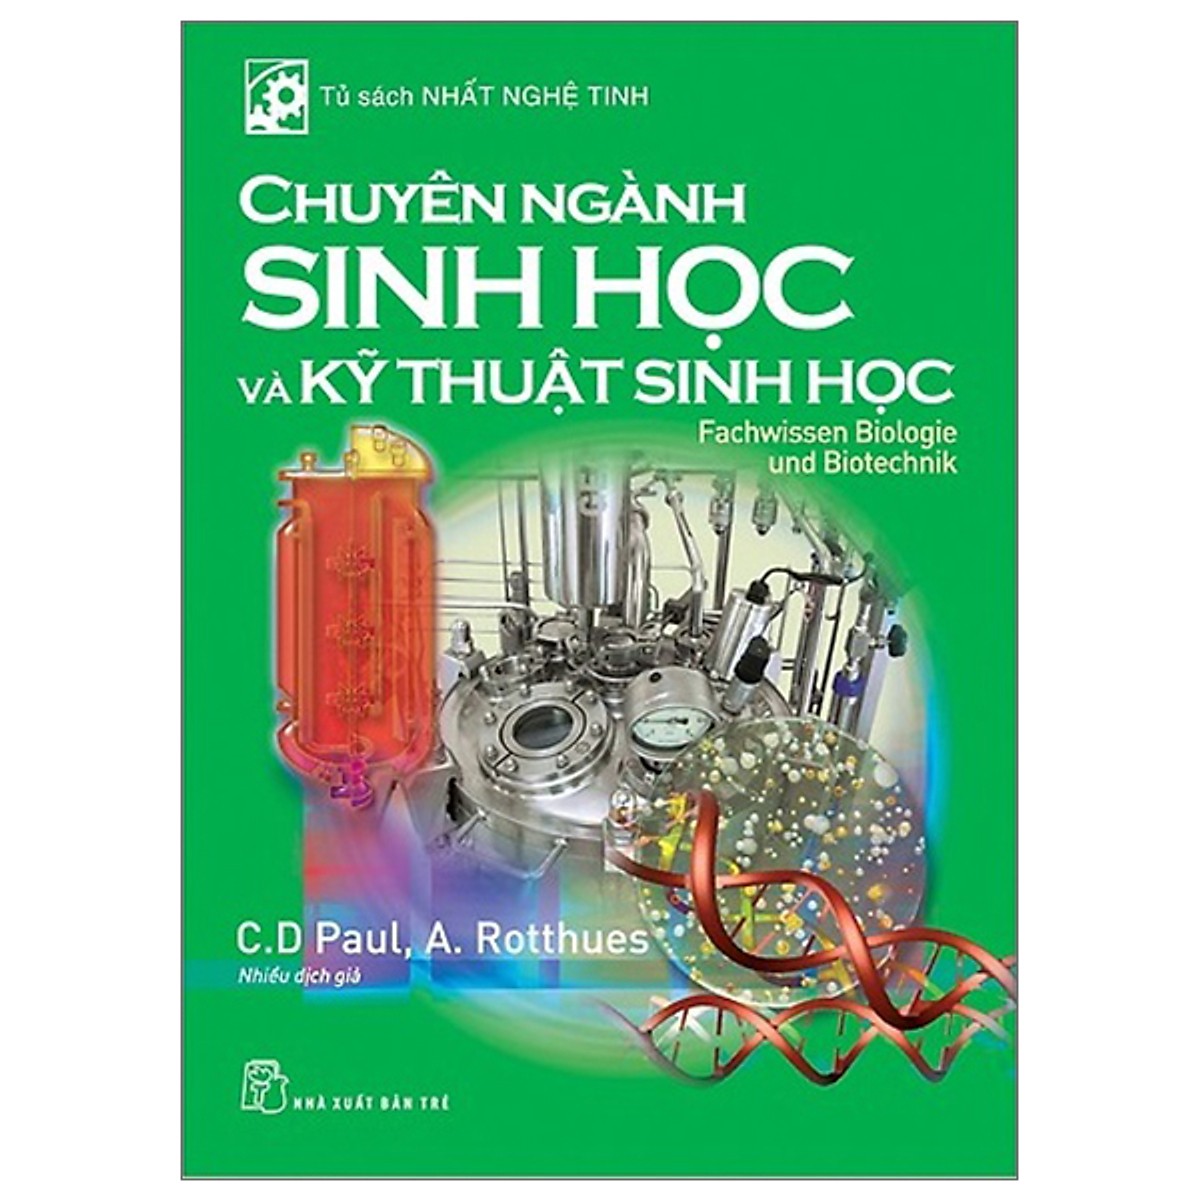 Tủ sách NHẤT NGHỆ TINH
CHUYÊN NGÀNH
SINH HỌC
VÀ KỸ THUẬT SINH HỌC
Fachwissen Biologie
und Biotechnik
C.D Paul, A. Rotthues
Nhiều dịch giả
NHÀ XUẤT BẢN TRẺ